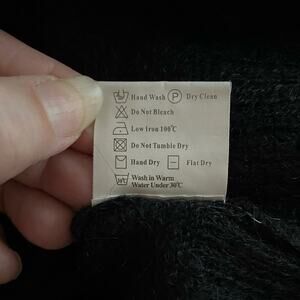 Hand Wash P Dry Clean
Do Not Bleach
Low iron 100℃
Do Not Tumble Dry
Hand Dry Flat Dry
30℃ Wash in Warm
Water Under 30℃